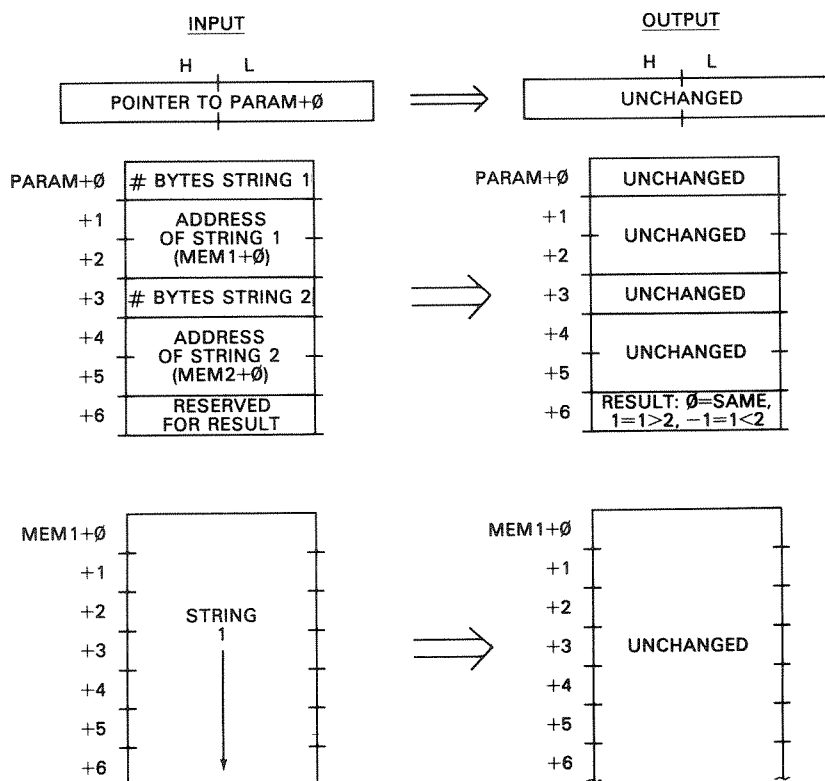 INPUT
OUTPUT
H L
H L
POINTER TO PARAM+Ø
UNCHANGED
PARAM+Ø
# BYTES STRING 1
+1
ADDRESS
OF STRING 1
+2
(MEM1+Ø)
+3
# BYTES STRING 2
+4
ADDRESS
OF STRING 2
+5
(MEM2+Ø)
+6
RESERVED
FOR RESULT
PARAM+Ø
UNCHANGED
+1
UNCHANGED
+2
+3
UNCHANGED
+4
UNCHANGED
+5
+6
RESULT: Ø=SAME,
1=1>2, −1=1<2
MEM1+Ø
+1
+2
STRING
1
+3
+4
+5
+6
MEM1+Ø
+1
+2
+3
UNCHANGED
+4
+5
+6